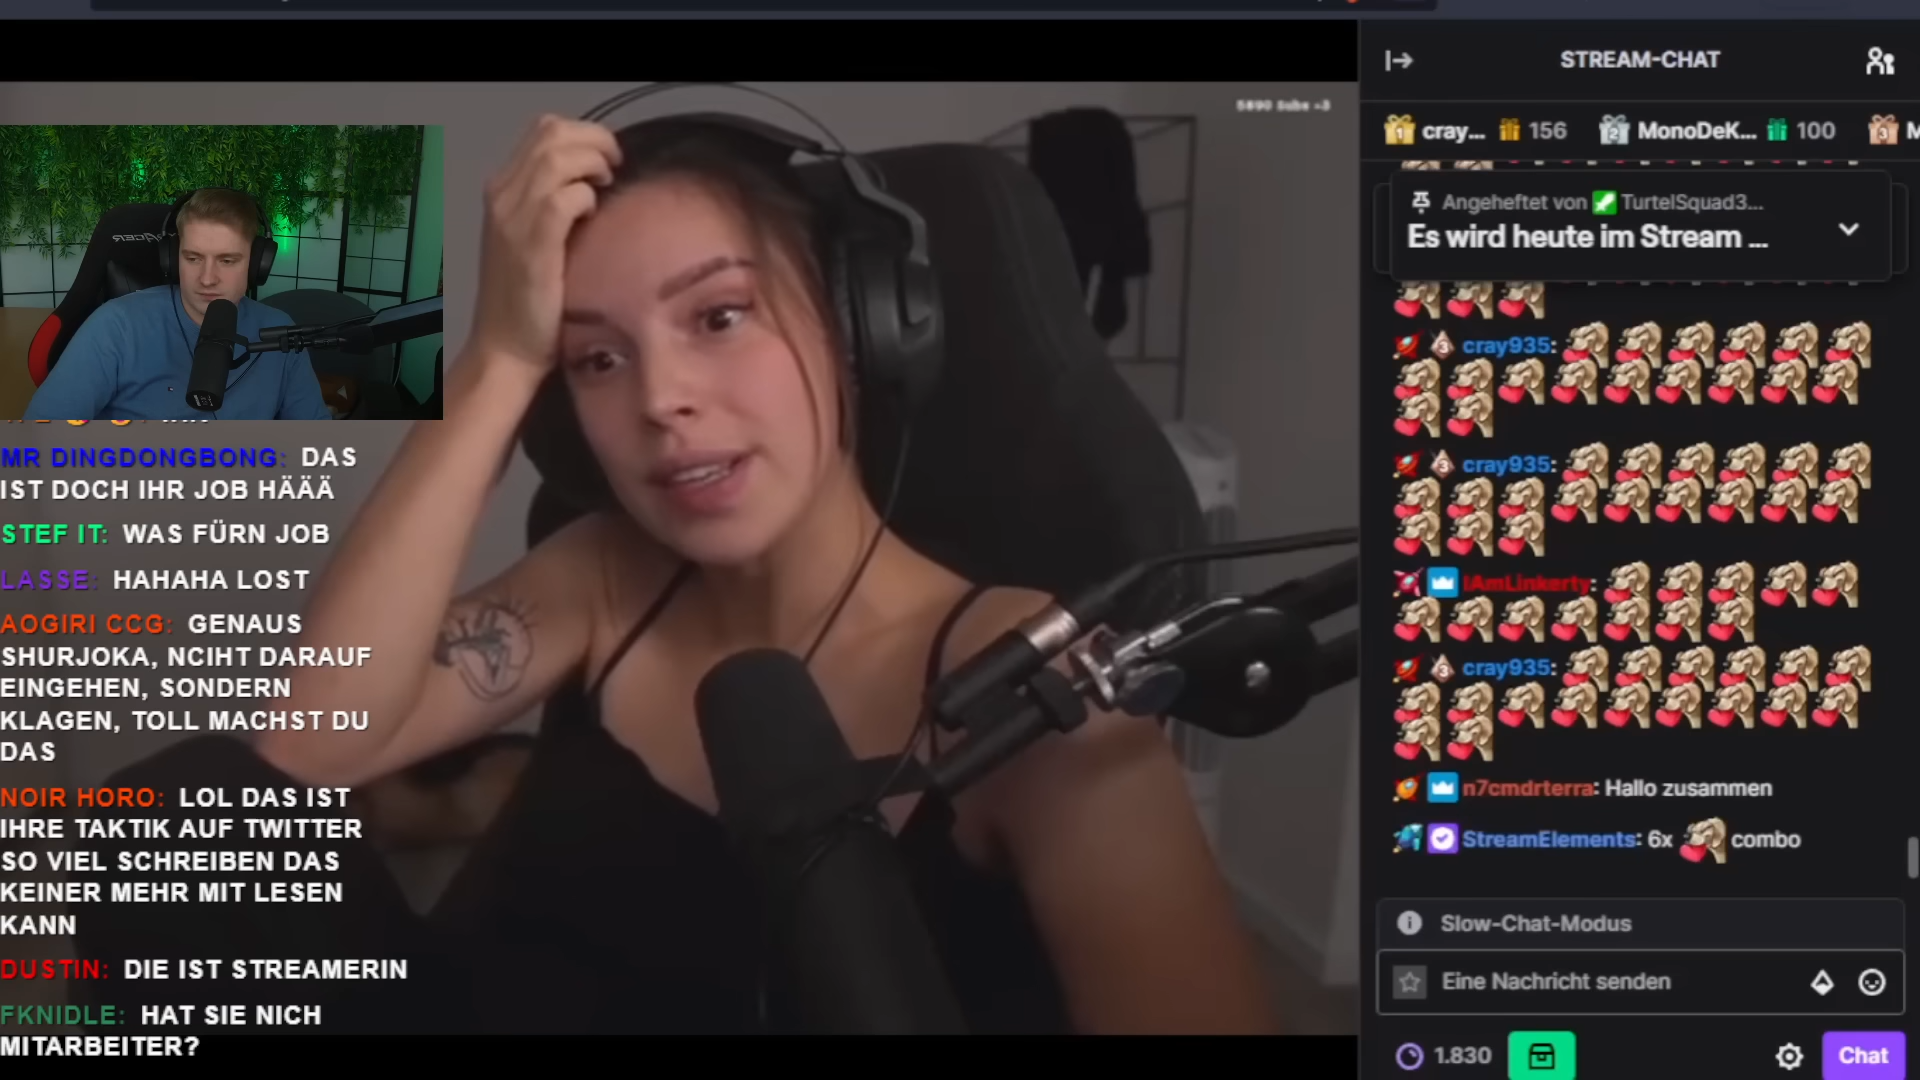 5890 Subs
STREAM-CHAT
cray... 156 MonoDeK... 100 M
Angeheftet von TurtelSquad3...
Es wird heute im Stream ...
cray935:
cray935:
IAmLinkerty:
cray935:
n7cmdrterra: Hallo zusammen
StreamElements: 6x combo
Slow-Chat-Modus
Eine Nachricht senden
1.830
Chat
MR DINGDONGBONG: DAS
IST DOCH IHR JOB HÄÄÄ
STEF IT: WAS FÜRN JOB
LASSE: HAHAHA LOST
AOGIRI CCG: GENAUS
SHURJOKA, NCIHT DARAUF
EINGEHEN, SONDERN
KLAGEN, TOLL MACHST DU
DAS
NOIR HORO: LOL DAS IST
IHRE TAKTIK AUF TWITTER
SO VIEL SCHREIBEN DAS
KEINER MEHR MIT LESEN
KANN
DUSTIN: DIE IST STREAMERIN
FKNIDLE: HAT SIE NICH
MITARBEITER?